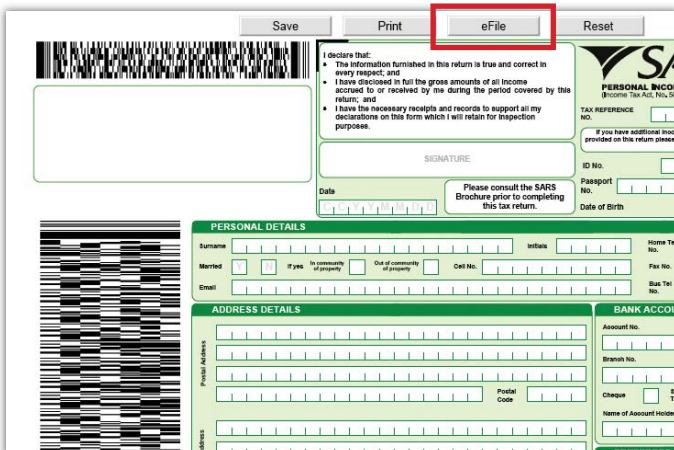 Save Print eFile Reset
I declare that:
• The information furnished in this return is true and correct in
every respect; and
• I have disclosed in full the gross amounts of all income
accrued to or received by me during the period covered by this
return; and
• I have the necessary receipts and records to support all my
declarations on this form which I will retain for inspection
purposes.
SIGNATURE
Date
C C Y Y M M D D
Please consult the SARS
Brochure prior to completing
this tax return.
SA
PERSONAL INCO
(Income Tax Act, No. 5
TAX REFERENCE
NO.
If you have additional inco
provided on this return please
ID No.
Passport
No.
Date of Birth
PERSONAL DETAILS
Surname Initials Home Te
No.
Married Y N If yes In community
of property Out of community
of property Cell No. Fax No.
Email Bus Tel
No.
ADDRESS DETAILS
Postal Address
Postal
Code
ddress
BANK ACCOU
Account No.
Branch No.
Cheque
Name of Account Holde